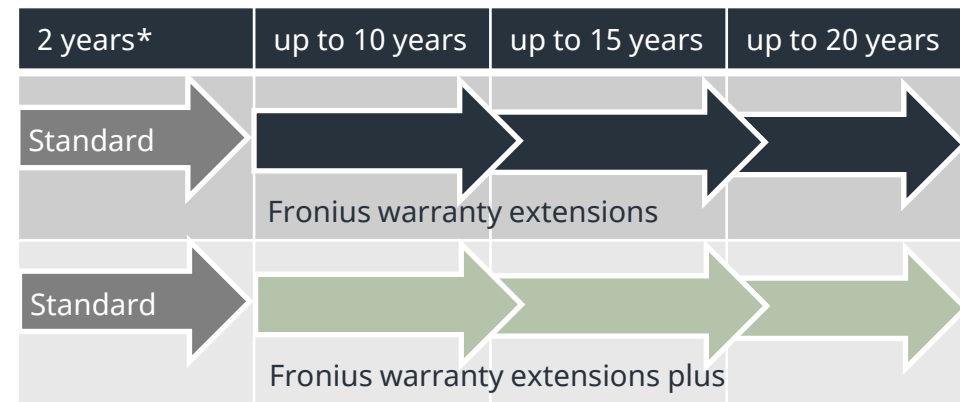 2 years* up to 10 years up to 15 years up to 20 years
Standard
Fronius warranty extensions
Standard
Fronius warranty extensions plus